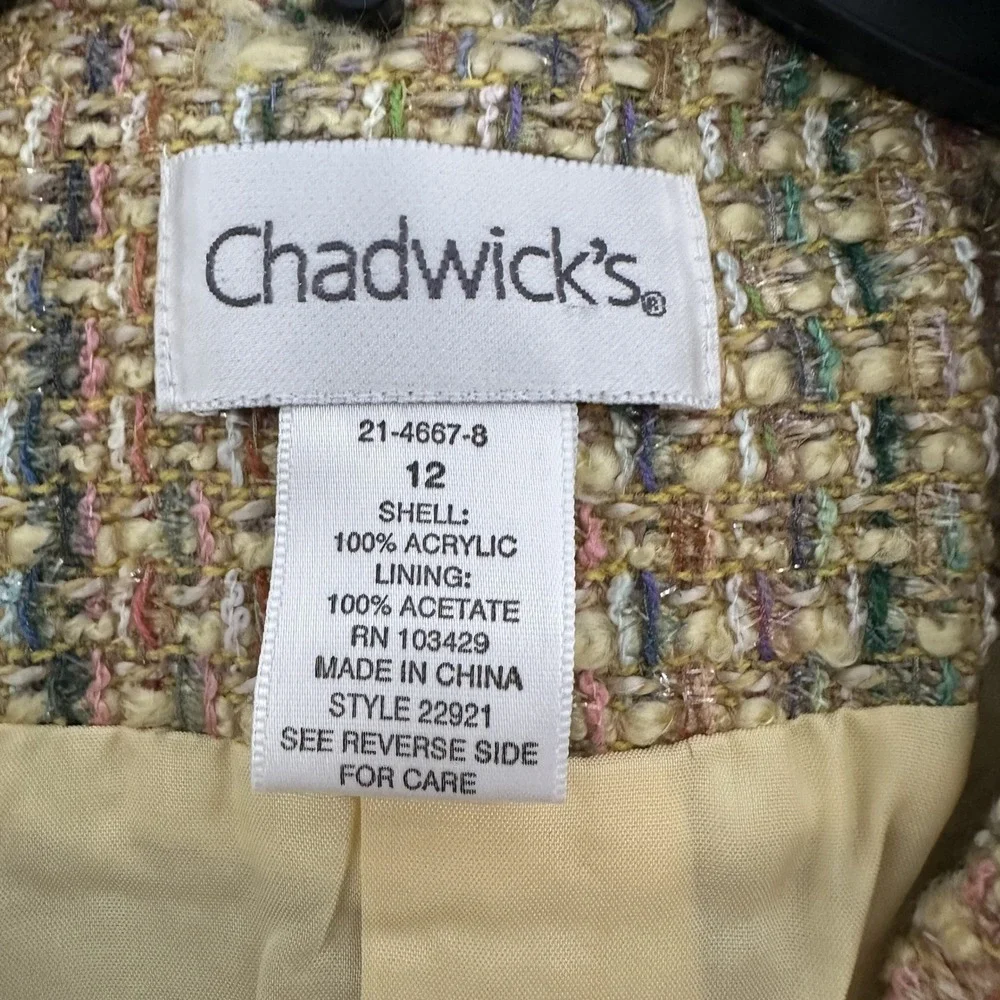 Chadwick's®
21-4667-8
12
SHELL:
100% ACRYLIC
LINING:
100% ACETATE
RN 103429
MADE IN CHINA
STYLE 22921
SEE REVERSE SIDE
FOR CARE